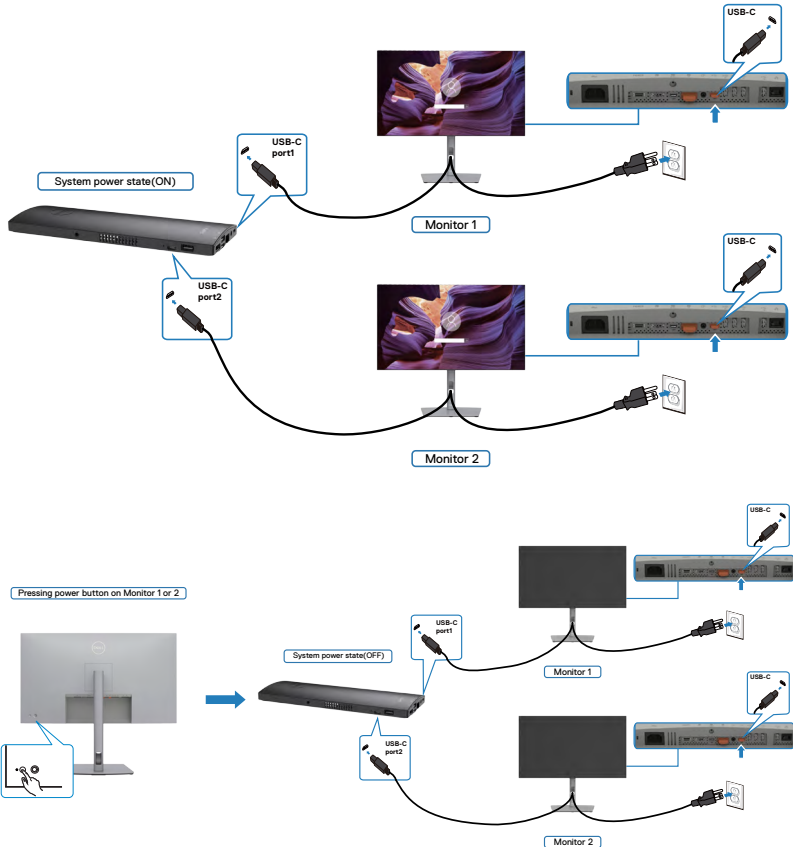 USB-C
USB-C
port1
System power state(ON)
Monitor 1
USB-C
USB-C
port2
Monitor 2
USB-C
Pressing power button on Monitor 1 or 2
USB-C
port1
System power state(OFF)
Monitor 1
USB-C
DELL
USB-C
port2
Monitor 2